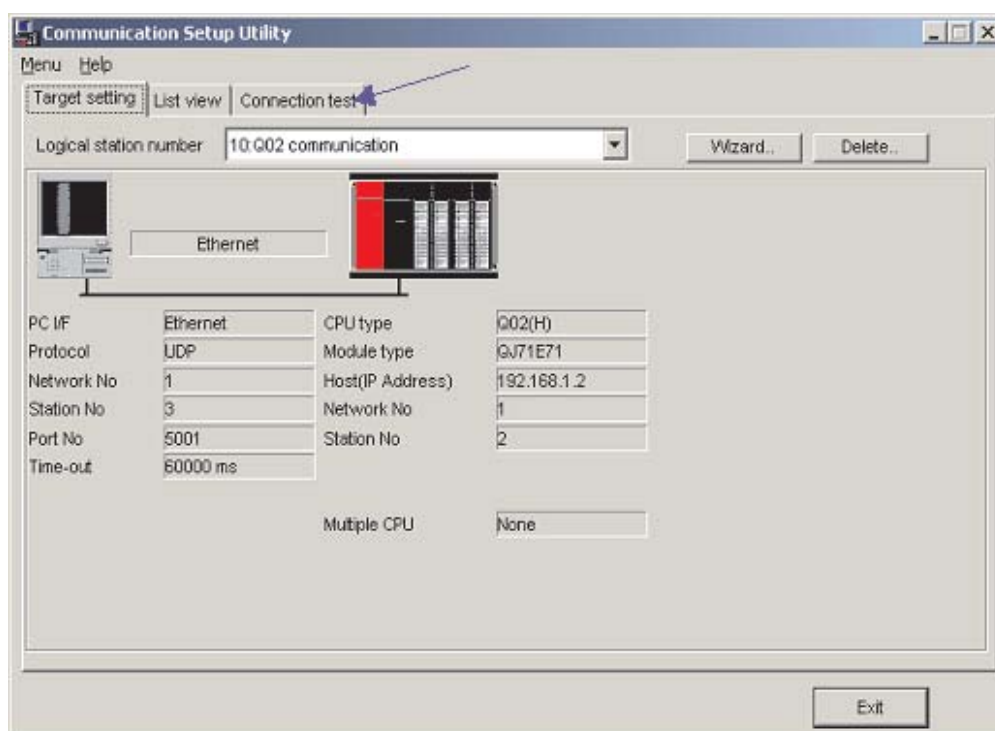 Communication Setup Utility
Menu Help
Target setting List view Connection test
Logical station number 10:Q02 communication Wizard.. Delete..
Ethernet
PC I/F Ethernet CPU type Q02(H)
Protocol UDP Module type QJ71E71
Network No 1 Host(IP Address) 192.168.1.2
Station No 3 Network No 1
Port No 5001 Station No 2
Time-out 60000 ms
Multiple CPU None
Exit